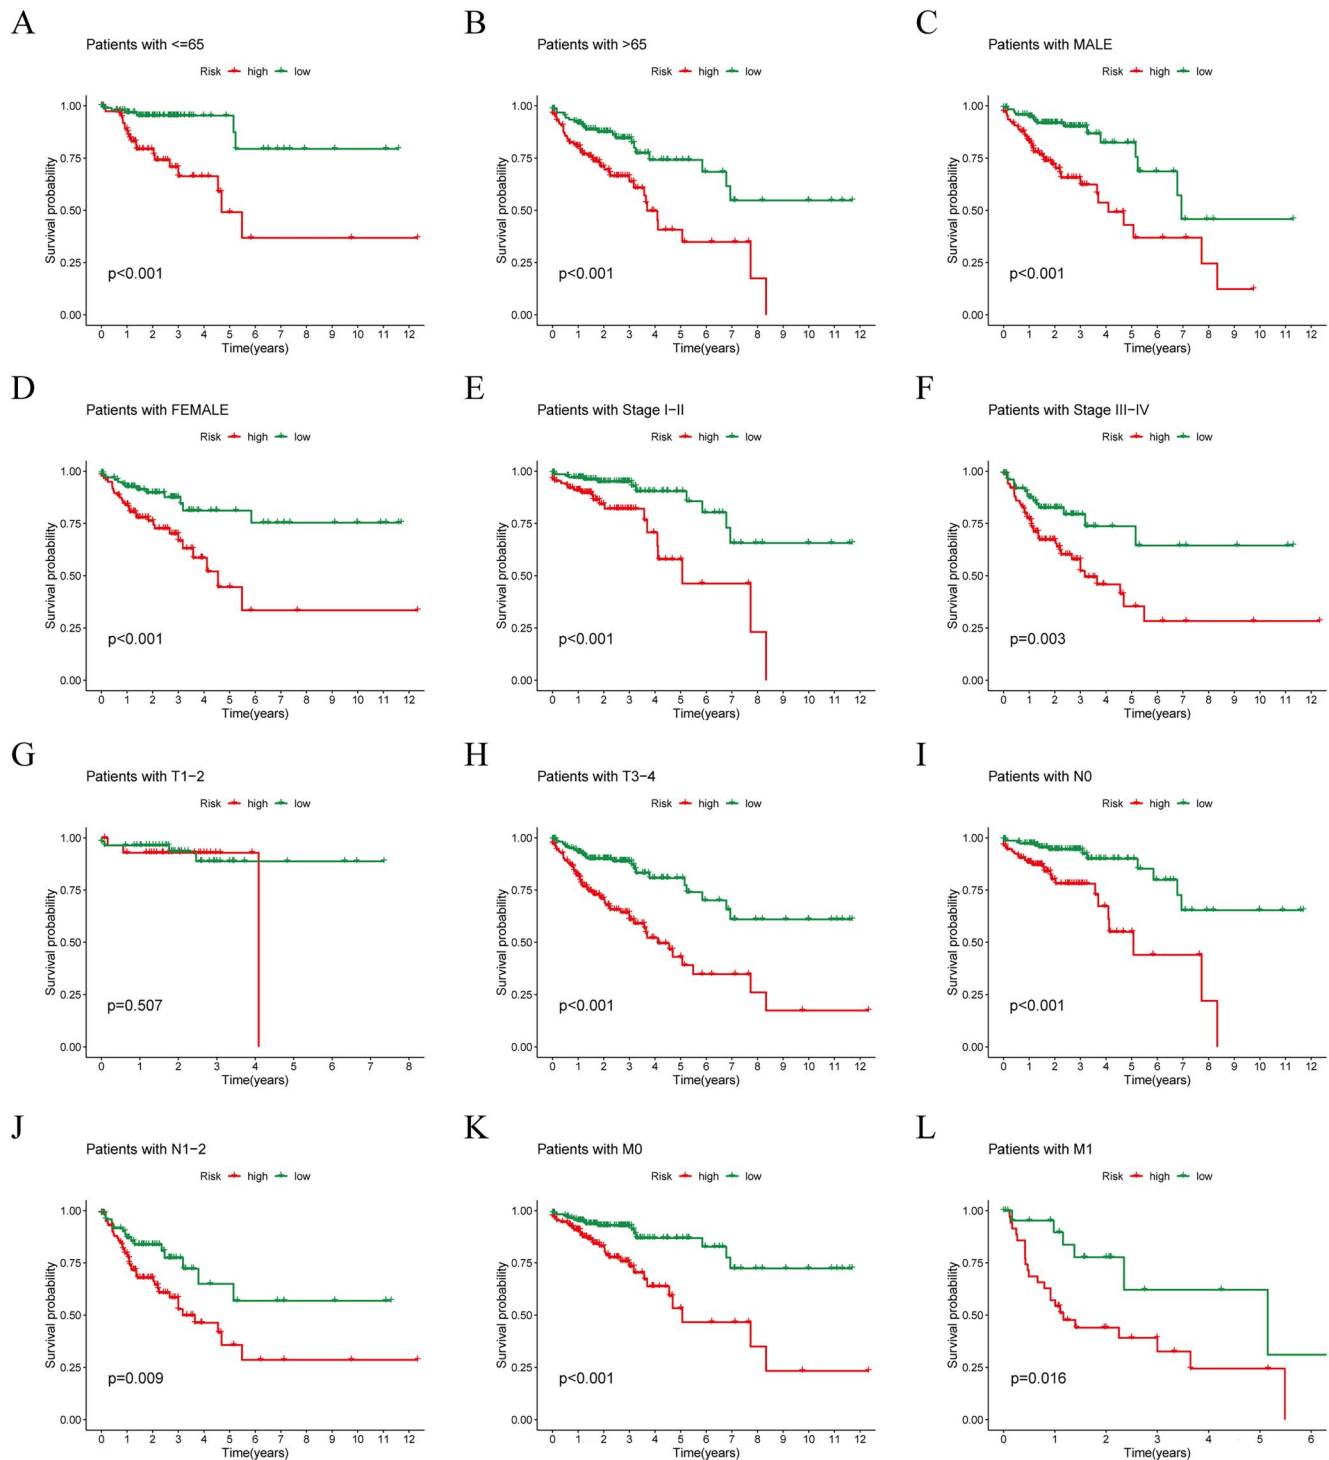 A
Patients with <=65
Risk high low
Survival probability
1.00
0.75
0.50
0.25
0.00
p<0.001
0 1 2 3 4 5 6 7 8 9 10 11 12
Time(years)
B
Patients with >65
Risk high low
Survival probability
1.00
0.75
0.50
0.25
0.00
p<0.001
0 1 2 3 4 5 6 7 8 9 10 11 12
Time(years)
C
Patients with MALE
Risk high low
Survival probability
1.00
0.75
0.50
0.25
0.00
p<0.001
0 1 2 3 4 5 6 7 8 9 10 11 12
Time(years)
D
Patients with FEMALE
Risk high low
Survival probability
1.00
0.75
0.50
0.25
0.00
p<0.001
0 1 2 3 4 5 6 7 8 9 10 11 12
Time(years)
E
Patients with Stage I−II
Risk high low
Survival probability
1.00
0.75
0.50
0.25
0.00
p<0.001
0 1 2 3 4 5 6 7 8 9 10 11 12
Time(years)
F
Patients with Stage III−IV
Risk high low
Survival probability
1.00
0.75
0.50
0.25
0.00
p=0.003
0 1 2 3 4 5 6 7 8 9 10 11 12
Time(years)
G
Patients with T1−2
Risk high low
Survival probability
1.00
0.75
0.50
0.25
0.00
p=0.507
0 1 2 3 4 5 6 7 8
Time(years)
H
Patients with T3−4
Risk high low
Survival probability
1.00
0.75
0.50
0.25
0.00
p<0.001
0 1 2 3 4 5 6 7 8 9 10 11 12
Time(years)
I
Patients with N0
Risk high low
Survival probability
1.00
0.75
0.50
0.25
0.00
p<0.001
0 1 2 3 4 5 6 7 8 9 10 11 12
Time(years)
J
Patients with N1−2
Risk high low
Survival probability
1.00
0.75
0.50
0.25
0.00
p=0.009
0 1 2 3 4 5 6 7 8 9 10 11 12
Time(years)
K
Patients with M0
Risk high low
Survival probability
1.00
0.75
0.50
0.25
0.00
p<0.001
0 1 2 3 4 5 6 7 8 9 10 11 12
Time(years)
L
Patients with M1
Risk high low
Survival probability
1.00
0.75
0.50
0.25
0.00
p=0.016
0 1 2 3 4 5 6
Time(years)